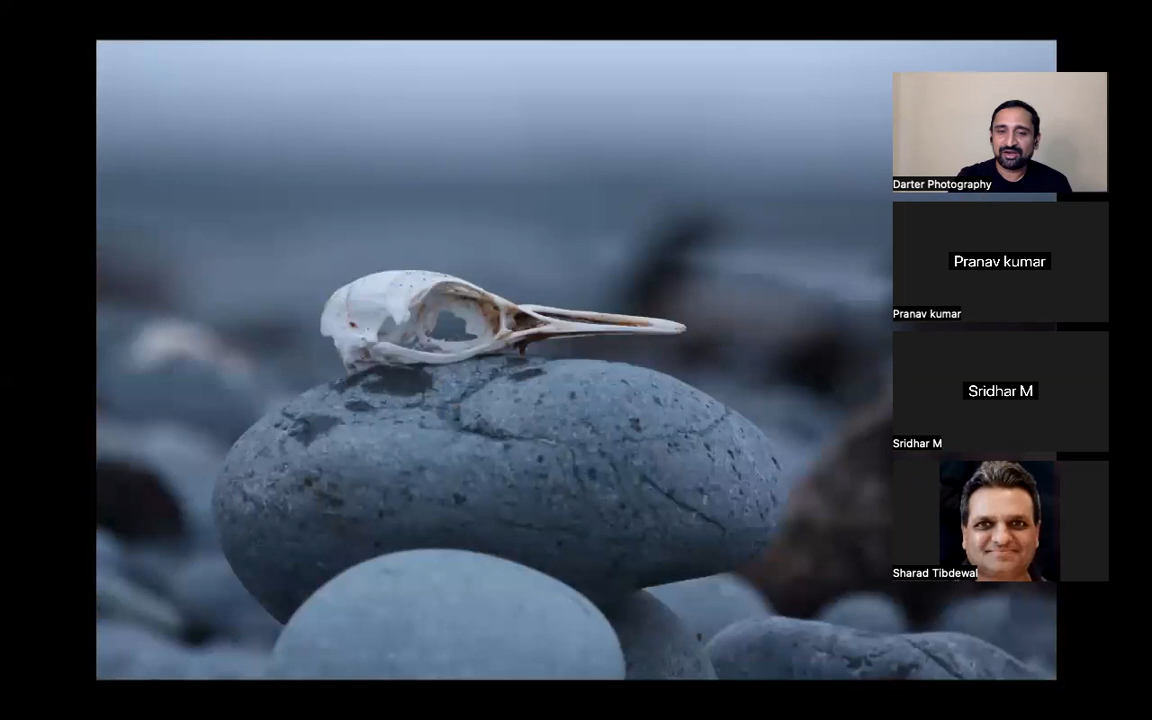 Darter Photography
Pranav kumar
Pranav kumar
Sridhar M
Sridhar M
Sharad Tibdewal